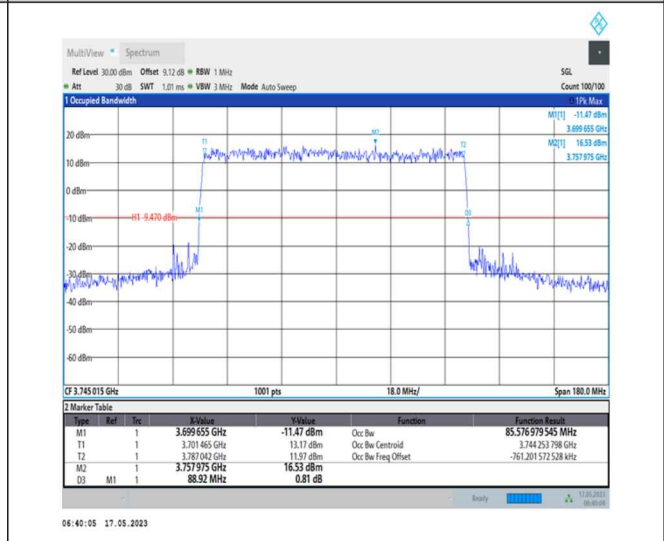 MultiView Spectrum
Ref Level 30.00 dBm Offset 9.12 dB RBW 1 MHz SGL
Att 30 dB SWT 1.01 ms VBW 3 MHz Mode Auto Sweep Count 100/100
1 Occupied Bandwidth 1Pk Max
M1[1] -11.47 dBm
3.699 655 GHz
M2[1] 16.53 dBm
3.757 975 GHz
20 dBm
T1
M2
T2
10 dBm
0 dBm
M1
D3
-10 dBm
H1 -9.470 dBm
-20 dBm
-30 dBm
-40 dBm
-50 dBm
-60 dBm
CF 3.745 015 GHz 1001 pts 18.0 MHz/ Span 180.0 MHz
2 Marker Table
Type Ref Trc X-Value Y-Value Function Function Result
M1 1 3.699 655 GHz -11.47 dBm Occ Bw 85.576 979 545 MHz
T1 1 3.701 465 GHz 13.17 dBm Occ Bw Centroid 3.744 253 798 GHz
T2 1 3.787 042 GHz 11.97 dBm Occ Bw Freq Offset -761.201 572 528 kHz
M2 1 3.757 975 GHz 16.53 dBm
D3 M1 1 88.92 MHz 0.81 dB
Ready 17.05.2023
06:40:08
06:40:05 17.05.2023